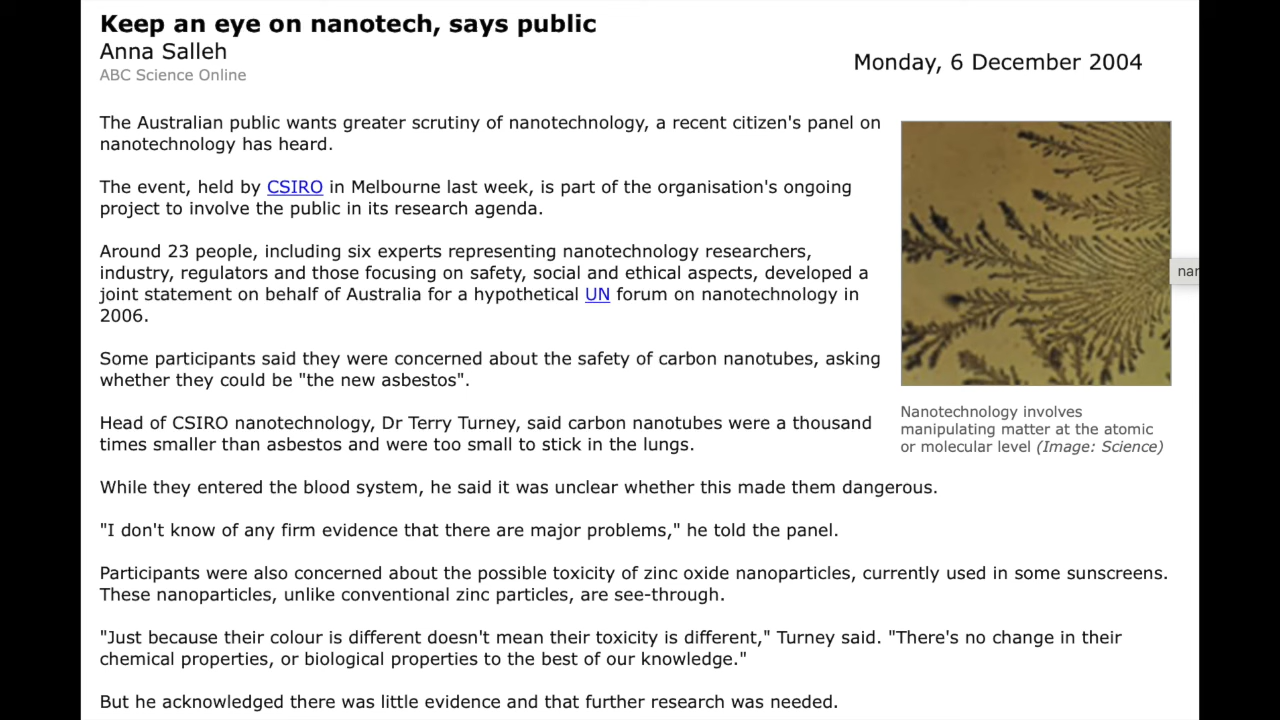 Keep an eye on nanotech, says public
Anna Salleh
ABC Science Online
Monday, 6 December 2004
The Australian public wants greater scrutiny of nanotechnology, a recent citizen's panel on
nanotechnology has heard.
The event, held by CSIRO in Melbourne last week, is part of the organisation's ongoing
project to involve the public in its research agenda.
Around 23 people, including six experts representing nanotechnology researchers,
industry, regulators and those focusing on safety, social and ethical aspects, developed a
joint statement on behalf of Australia for a hypothetical UN forum on nanotechnology in
2006.
Some participants said they were concerned about the safety of carbon nanotubes, asking
whether they could be "the new asbestos".
Head of CSIRO nanotechnology, Dr Terry Turney, said carbon nanotubes were a thousand
times smaller than asbestos and were too small to stick in the lungs.
While they entered the blood system, he said it was unclear whether this made them dangerous.
"I don't know of any firm evidence that there are major problems," he told the panel.
Participants were also concerned about the possible toxicity of zinc oxide nanoparticles, currently used in some sunscreens.
These nanoparticles, unlike conventional zinc particles, are see-through.
"Just because their colour is different doesn't mean their toxicity is different," Turney said. "There's no change in their
chemical properties, or biological properties to the best of our knowledge."
But he acknowledged there was little evidence and that further research was needed.
Nanotechnology involves
manipulating matter at the atomic
or molecular level (Image: Science)